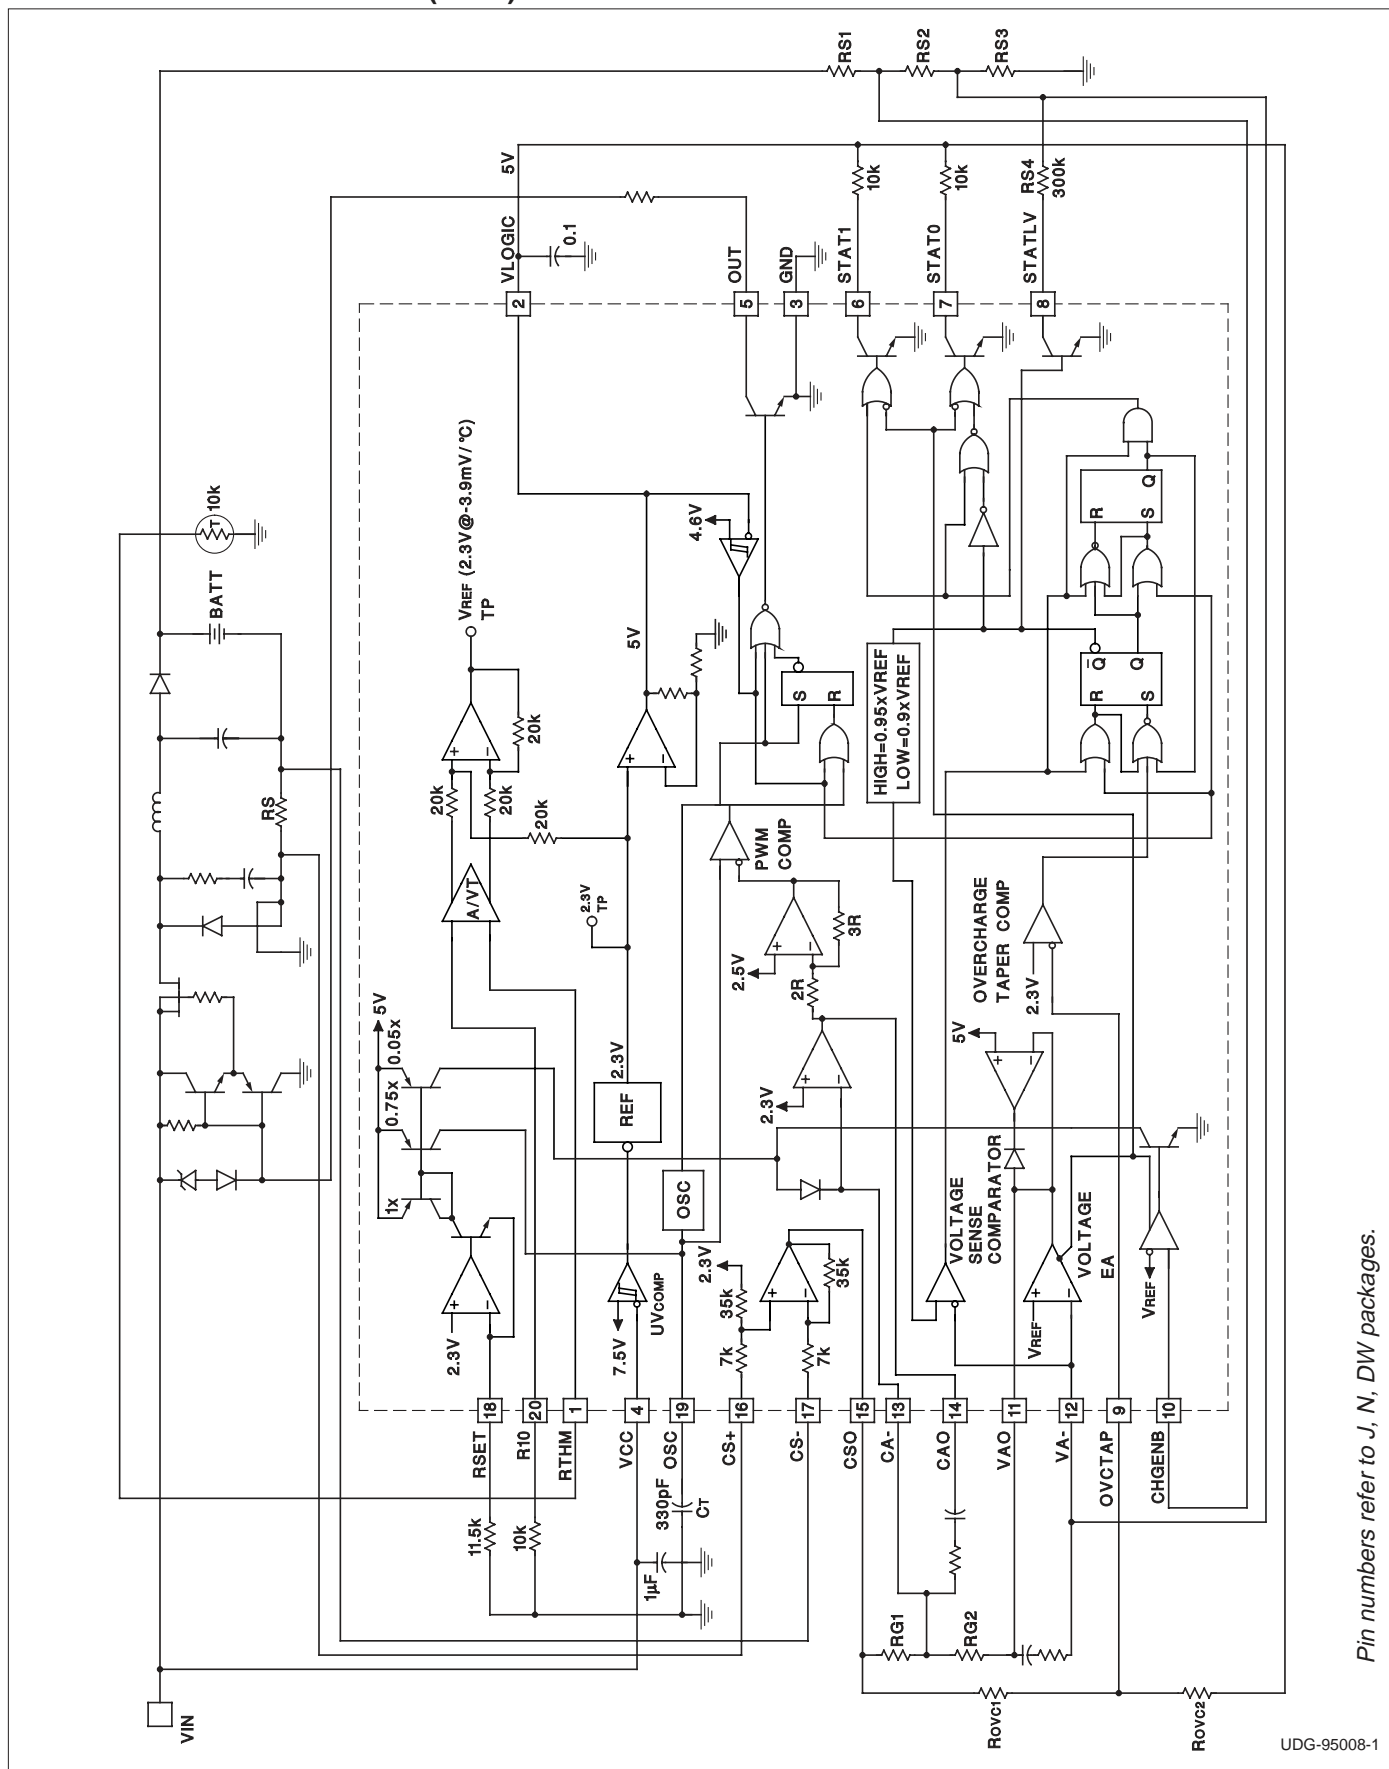 RS1
RS2
RS3
5V
VLOGIC
0.1
2
OUT
5
GND
3
10k
STAT1
6
10k
STAT0
7
RS4
300k
STATLV
8
T
10k
BATT
RS
VREF (2.3V@-3.9mV/°C)
TP
20k
20k
20k
20k
A/VT
5V
0.05x
0.75x
1x
+
-
+
-
2.3V
2.3V
TP
2.3V
REF
5V
+
-
4.6V
S
R
PWM
COMP
HIGH=0.95xVREF
LOW=0.9xVREF
R
S
Q
R
S
Q
Q
3R
2R
2.5V
+
-
2.3V
+
-
OVERCHARGE
TAPER COMP
2.3V
5V
+
-
OSC
7.5V
UVCOMP
2.3V
35k
7k
35k
7k
VOLTAGE
SENSE
COMPARATOR
VOLTAGE
EA
VREF
+
-
VREF
18
RSET
20
R10
1
RTHM
4
VCC
19
OSC
16
CS+
17
CS-
15
CSO
13
CA-
14
CAO
11
VAO
12
VA-
9
OVCTAP
10
CHGENB
11.5k
10k
1µF
330pF
CT
RG1
RG2
ROVC1
ROVC2
VIN
Pin numbers refer to J, N, DW packages.
UDG-95008-1